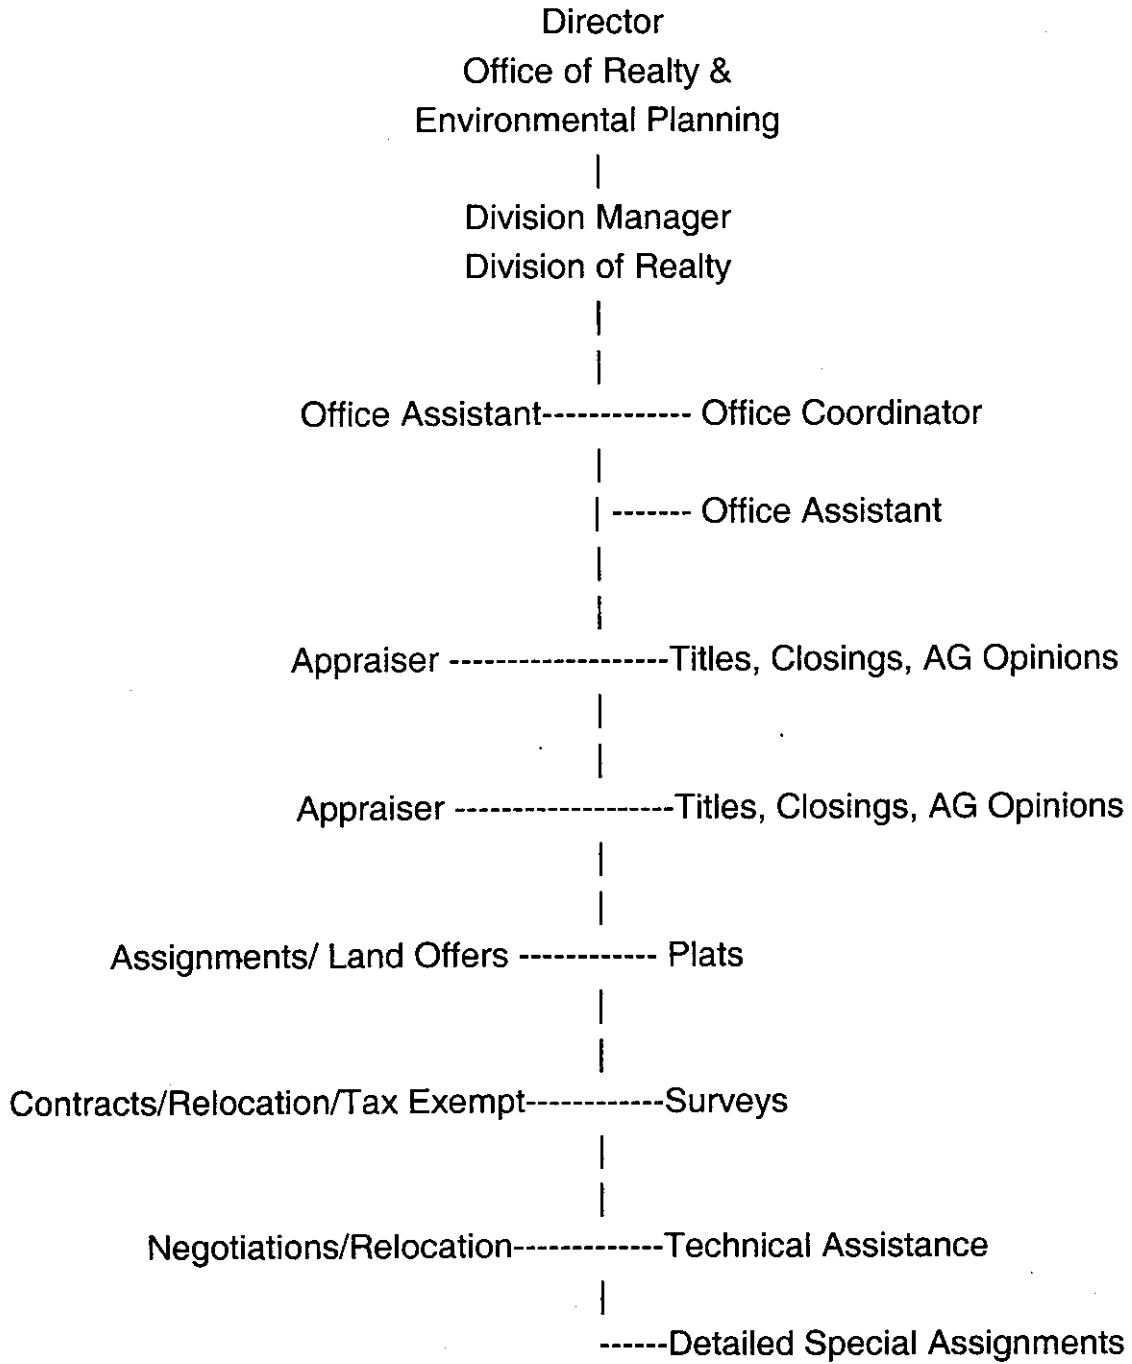 Director
Office of Realty &
Environmental Planning
|
Division Manager
Division of Realty
|
|
Office Assistant------------- Office Coordinator
|
| ------- Office Assistant
|
|
Appraiser -------------------Titles, Closings, AG Opinions
|
|
Appraiser -------------------Titles, Closings, AG Opinions
|
|
Assignments/ Land Offers ------------ Plats
|
|
Contracts/Relocation/Tax Exempt------------Surveys
|
|
Negotiations/Relocation-------------Technical Assistance
|
------Detailed Special Assignments